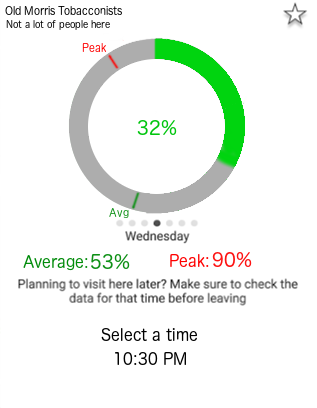 Old Morris Tobacconists
Not a lot of people here
Peak
32%
Avg
Wednesday
Average: 53% Peak: 90%
Planning to visit here later? Make sure to check the
data for that time before leaving
Select a time
10:30 PM